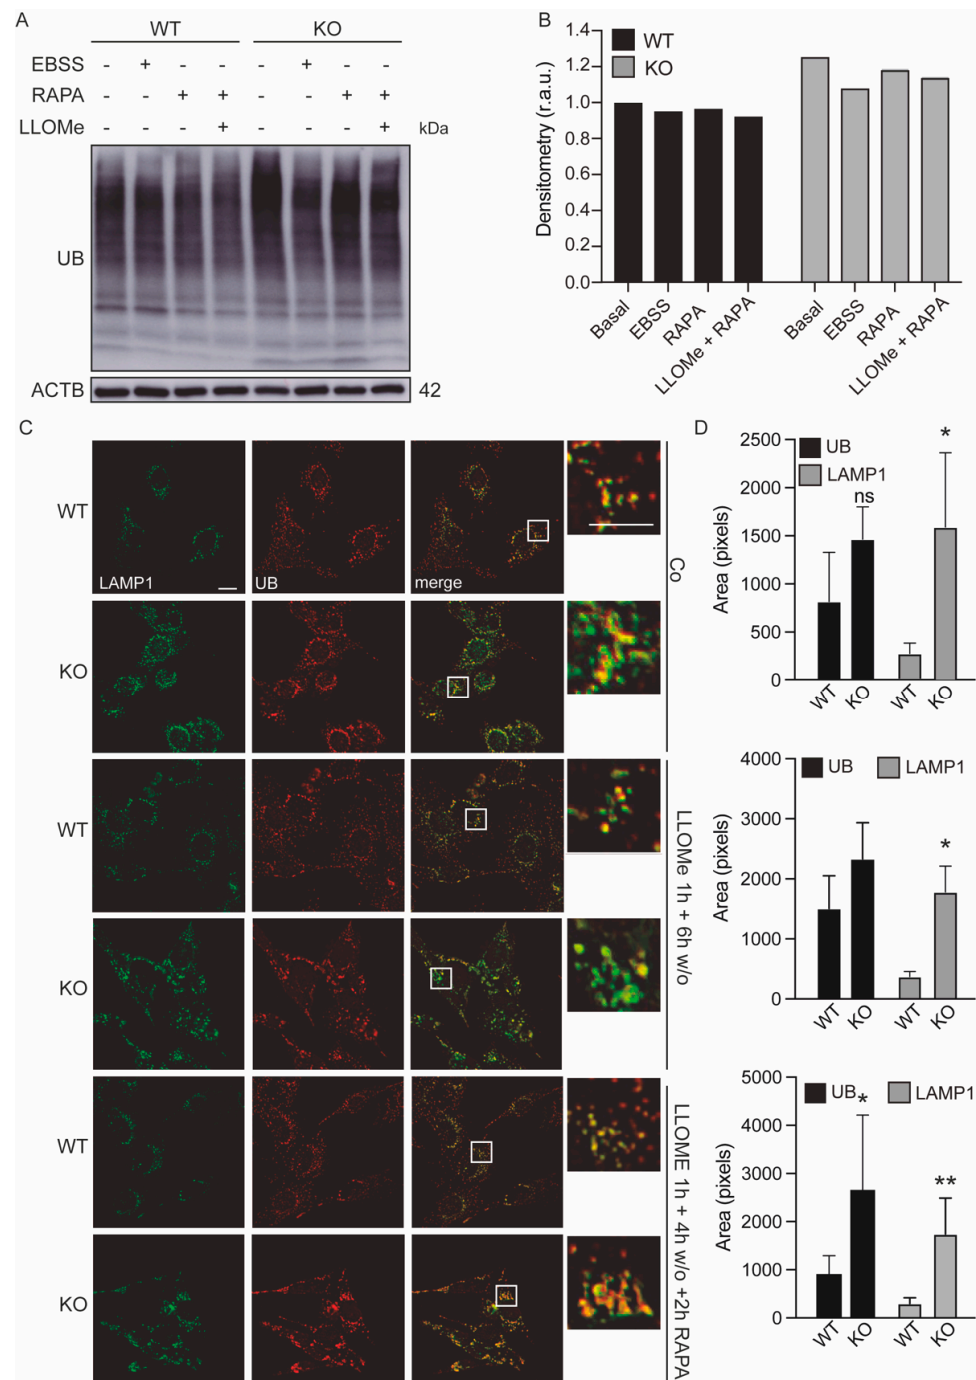 A
WT KO
EBSS - + - - - + - -
RAPA - - + + - - + +
LLOMe - - - + - - + kDa
UB
ACTB 42
B
WT
KO
Densitometry (r.a.u.)
1.4
1.2
1.0
0.8
0.6
0.4
0.2
0.0
Basal EBSS RAPA LLOMe + RAPA Basal EBSS RAPA LLOMe + RAPA
C
WT
LAMP1 UB merge
KO
Co
WT
KO
LLOMe 1h + 6h w/o
WT
KO
LLOME 1h + 4h w/o +2h RAPA
D
UB
LAMP1
ns *
Area (pixels)
2500
2000
1500
1000
500
0
WT KO WT KO
UB LAMP1
*
Area (pixels)
4000
3000
2000
1000
0
WT KO WT KO
UB LAMP1
* **
Area (pixels)
5000
4000
3000
2000
1000
0
WT KO WT KO